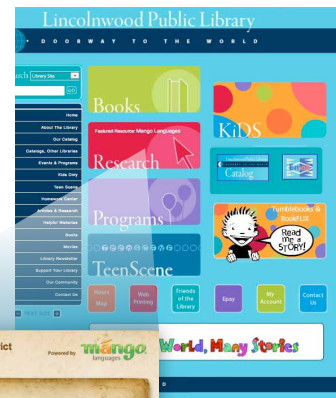 Lincolnwood Public Library
DOORWAY TO THE WORLD
Search Library Site
GO
Home
About The Library
Our Catalog
Catalogs, Other Libraries
Events & Programs
Kids Only
Teen Scene
Homework Center
Articles & Research
Helpful Websites
Books
Movies
Library Newsletter
Support Your Library
Our Community
Contact Us
TEXT SIZE
Books
Featured Resource: Mango Languages
Research
Programs
TeenScene
KiDS
Catalog
Tumblebooks &
BookFLIX
Read
me a
STORY!
Web
Printing
Friends
of the
Library
Epay
My
Account
Contact
Us
World, Many Stories
Powered by mango
languages